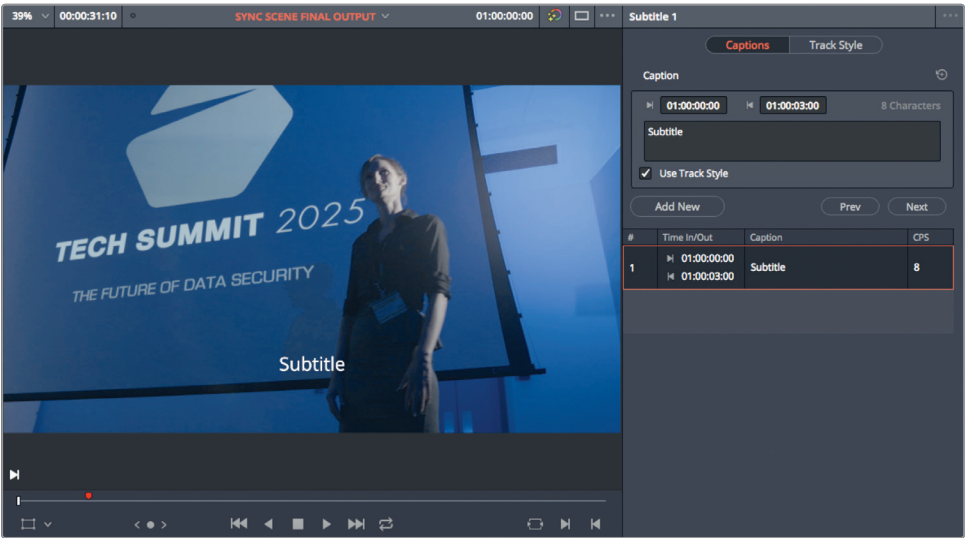 39% 00:00:31:10 SYNC SCENE FINAL OUTPUT 01:00:00:00
TECH SUMMIT 2025
THE FUTURE OF DATA SECURITY
Subtitle
Subtitle 1
Captions Track Style
Caption
01:00:00:00 01:00:03:00 8 Characters
Subtitle
Use Track Style
Add New Prev Next
# Time In/Out Caption CPS
1 01:00:00:00 Subtitle 8
01:00:03:00